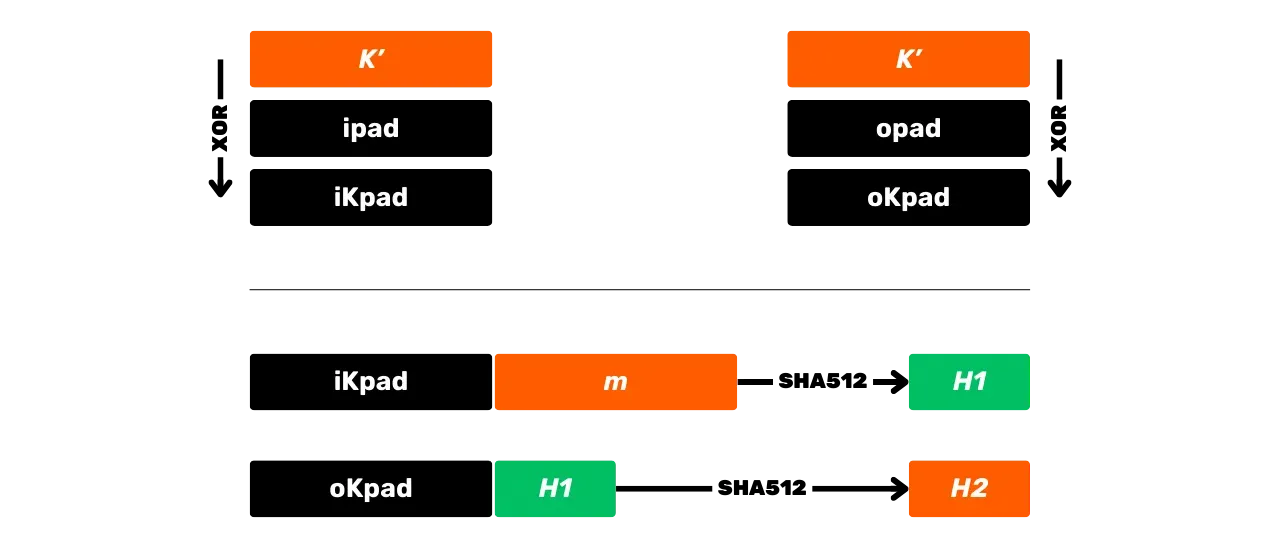 K’
ipad
iKpad
XOR
K’
opad
oKpad
XOR
iKpad m SHA512 H1
oKpad H1 SHA512 H2